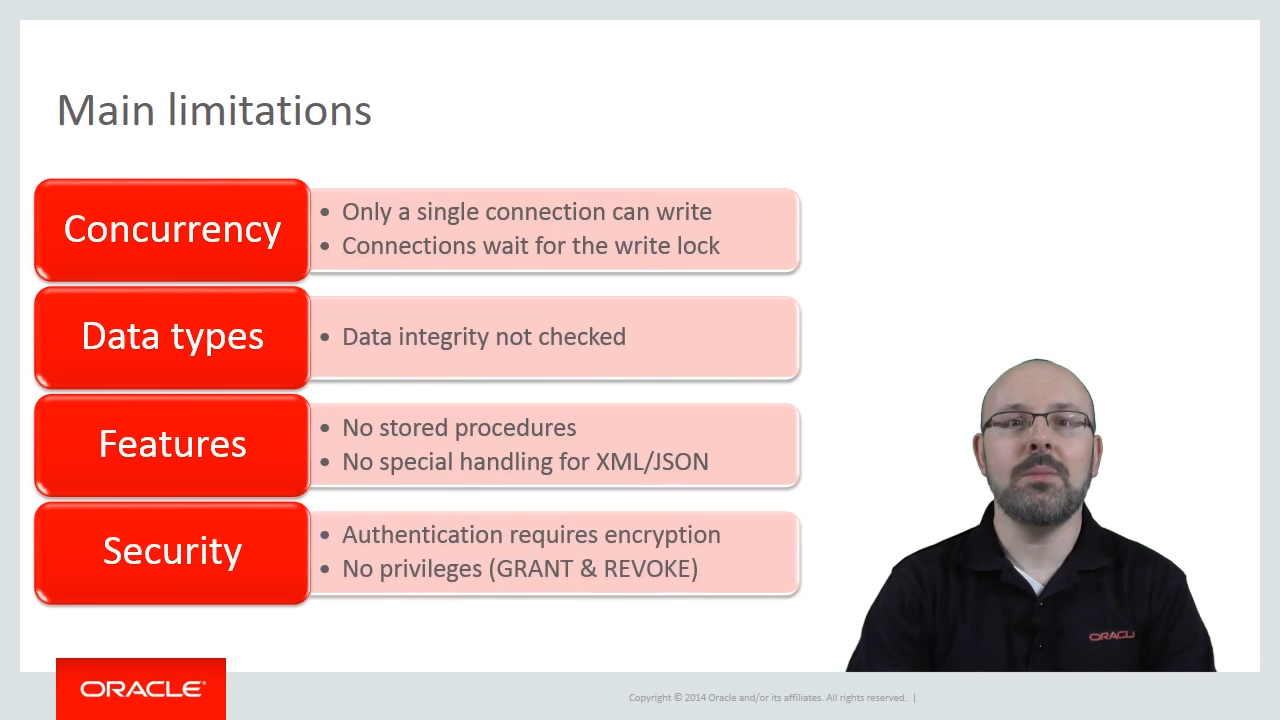 Main limitations
Concurrency
• Only a single connection can write
• Connections wait for the write lock
Data types
• Data integrity not checked
Features
• No stored procedures
• No special handling for XML/JSON
Security
• Authentication requires encryption
• No privileges (GRANT & REVOKE)
ORACLE
ORACLE®
Copyright © 2014 Oracle and/or its affiliates. All rights reserved. |